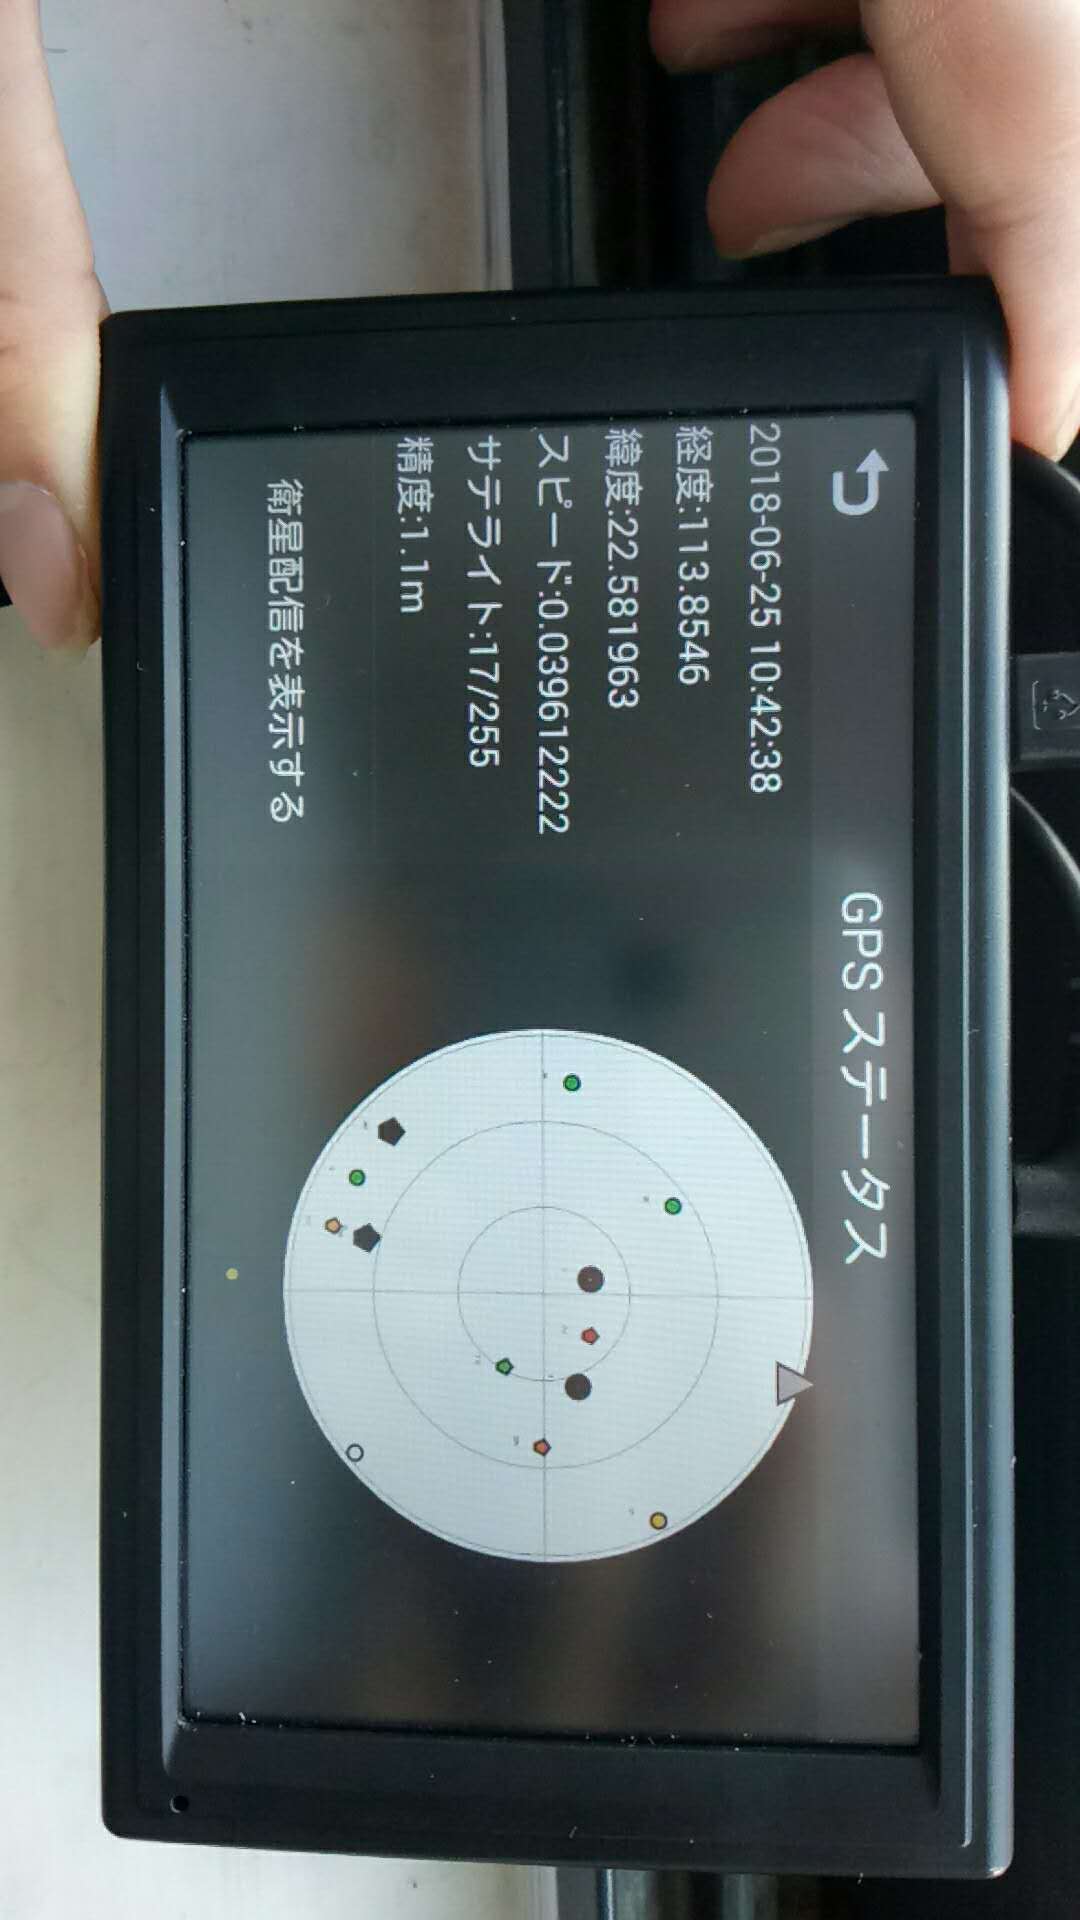 GPS ステータス
2018-06-25 10:42:38
経度:113.8546
緯度:22.581963
スピード:0.039612222
サテライト:17/255
精度:1.1m
衛星配信を表示する